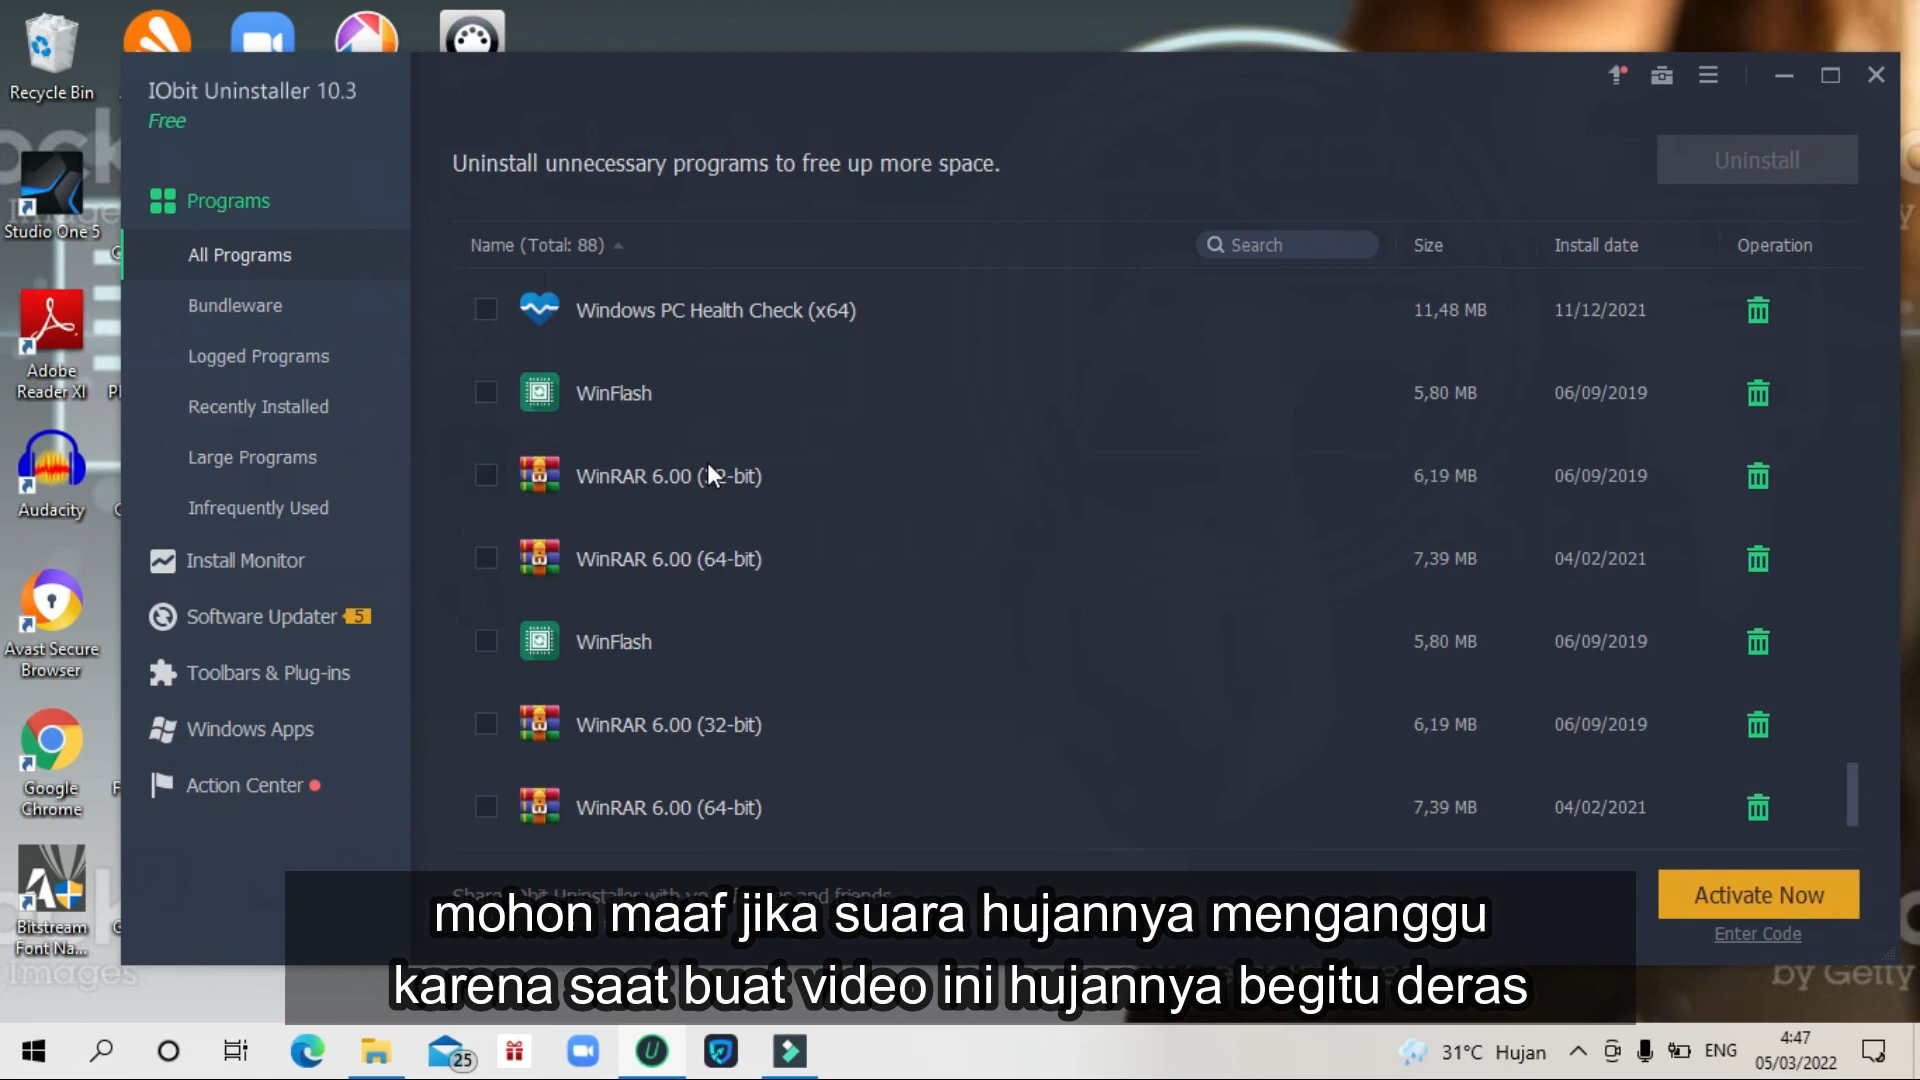 Recycle Bin
Studio One 5
Adobe
Reader XI
Audacity
Avast Secure
Browser
Google
Chrome
Bitstream
Font Na...
IObit Uninstaller 10.3
Free
Programs
All Programs
Bundleware
Logged Programs
Recently Installed
Large Programs
Infrequently Used
Install Monitor
Software Updater 5
Toolbars & Plug-ins
Windows Apps
Action Center
Uninstall unnecessary programs to free up more space.
Uninstall
Name (Total: 88) Search Size Install date Operation
Windows PC Health Check (x64) 11,48 MB 11/12/2021
WinFlash 5,80 MB 06/09/2019
WinRAR 6.00 (32-bit) 6,19 MB 06/09/2019
WinRAR 6.00 (64-bit) 7,39 MB 04/02/2021
WinFlash 5,80 MB 06/09/2019
WinRAR 6.00 (32-bit) 6,19 MB 06/09/2019
WinRAR 6.00 (64-bit) 7,39 MB 04/02/2021
Activate Now
Enter Code
mohon maaf jika suara hujannya menganggu
karena saat buat video ini hujannya begitu deras
by Getty
Images
25
31°C Hujan
ENG
4:47
05/03/2022